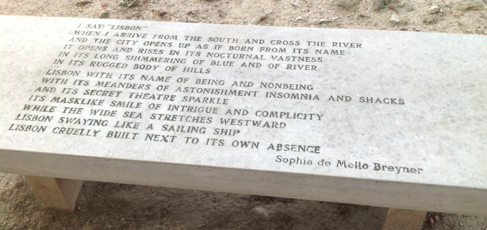 I SAY "LISBON"
WHEN I ARRIVE FROM THE SOUTH AND CROSS THE RIVER
AND THE CITY OPENS UP AS IF BORN FROM ITS NAME
IT OPENS AND RISES IN ITS NOCTURNAL VASTNESS
IN ITS LONG SHIMMERING OF BLUE AND OF RIVER
IN ITS RUGGED BODY OF HILLS
LISBON WITH ITS NAME OF BEING AND NONBEING
WITH ITS MEANDERS OF ASTONISHMENT INSOMNIA AND SHACKS
AND ITS SECRET THEATRE SPARKLE
ITS MASKLIKE SMILE OF INTRIGUE AND COMPLICITY
WHILE THE WIDE SEA STRETCHES WESTWARD
LISBON SWAYING LIKE A SAILING SHIP
LISBON CRUELLY BUILT NEXT TO ITS OWN ABSENCE
Sophia de Mello Breyner